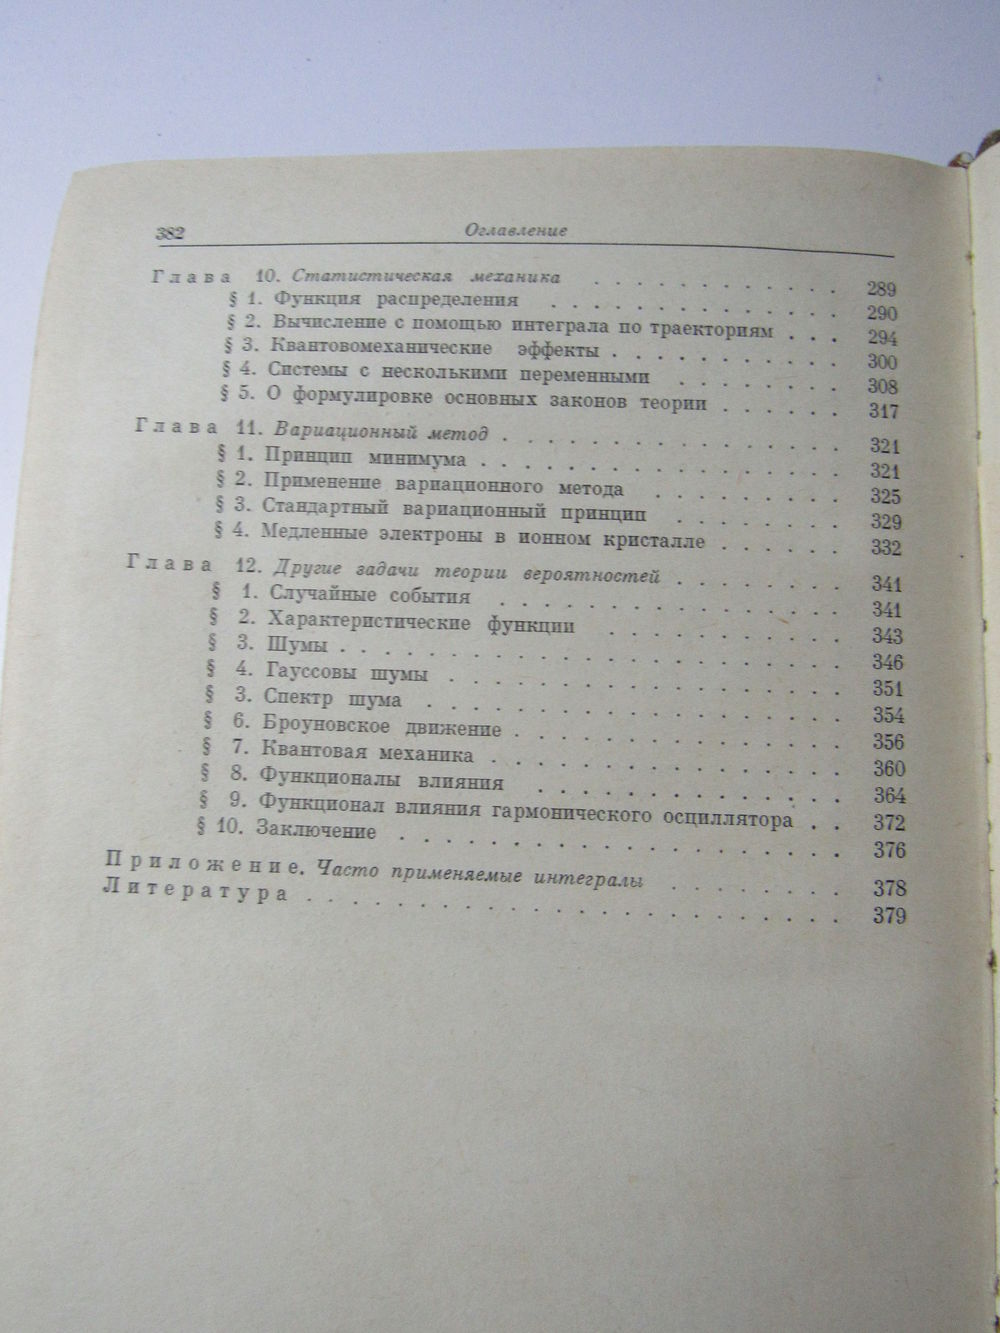 382 Оглавление
Глава 10. Статистическая механика . . . . . . . . . . . 289
§ 1. Функция распределения . . . . . . . . . . . . . 290
§ 2. Вычисление с помощью интеграла по траекториям . . . 294
§ 3. Квантовомеханические эффекты . . . . . . . . . . 300
§ 4. Системы с несколькими переменными . . . . . . . 308
§ 5. О формулировке основных законов теории . . . . . . 317
Глава 11. Вариационный метод . . . . . . . . . . . . 321
§ 1. Принцип минимума . . . . . . . . . . . . . . . 321
§ 2. Применение вариационного метода . . . . . . . . 325
§ 3. Стандартный вариационный принцип . . . . . . . 329
§ 4. Медленные электроны в ионном кристалле . . . . . . 332
Глава 12. Другие задачи теории вероятностей . . . . . . . 341
§ 1. Случайные события . . . . . . . . . . . . . . . 341
§ 2. Характеристические функции . . . . . . . . . . 343
§ 3. Шумы . . . . . . . . . . . . . . . . . . . . . . 346
§ 4. Гауссовы шумы . . . . . . . . . . . . . . . . . 351
§ 3. Спектр шума . . . . . . . . . . . . . . . . . . 354
§ 6. Броуновское движение . . . . . . . . . . . . . . 356
§ 7. Квантовая механика . . . . . . . . . . . . . . . 360
§ 8. Функционалы влияния . . . . . . . . . . . . . 364
§ 9. Функционал влияния гармонического осциллятора . . 372
§ 10. Заключение . . . . . . . . . . . . . . . . . . . 376
Приложение. Часто применяемые интегралы . . . . . . . 378
Литература . . . . . . . . . . . . . . . . . . . . . . . 379